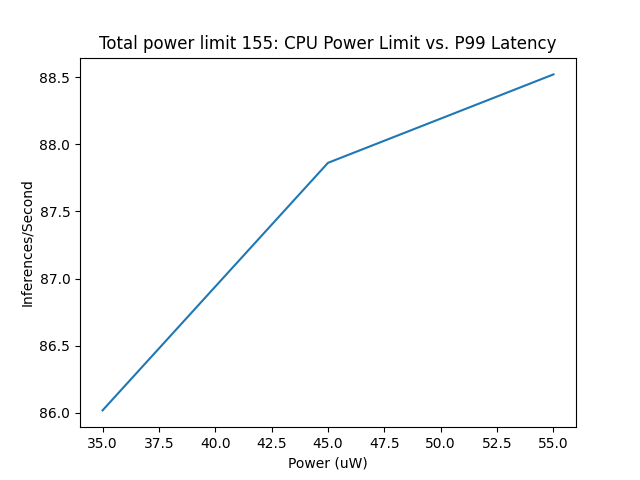 Total power limit 155: CPU Power Limit vs. P99 Latency
88.5
88.0
87.5
87.0
86.5
86.0
Inferences/Second
35.0 37.5 40.0 42.5 45.0 47.5 50.0 52.5 55.0
Power (uW)